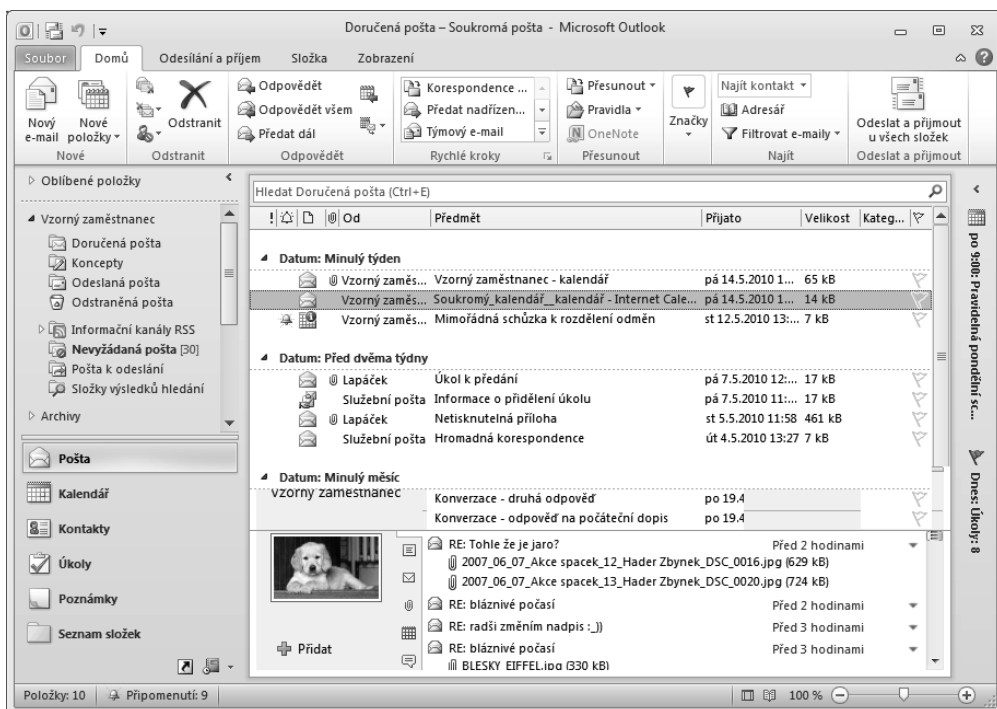 Doručená pošta – Soukromá pošta - Microsoft Outlook
Soubor Domů Odesílání a příjem Složka Zobrazení
Nový e-mail
Nové položky
Nové
Odstranit
Odstranit
Odpovědět
Odpovědět všem
Předat dál
Odpovědět
Korespondence ...
Předat nadřízen...
Týmový e-mail
Rychlé kroky
Přesunout
Pravidla
OneNote
Přesunout
Značky
Najít kontakt
Adresář
Filtrovat e-maily
Najít
Odeslat a přijmout
u všech složek
Odeslat a přijmout
Oblíbené položky
Vzorný zaměstnanec
Doručená pošta
Koncepty
Odeslaná pošta
Odstraněná pošta
Informační kanály RSS
Nevyžádaná pošta [30]
Pošta k odeslání
Složky výsledků hledání
Archivy
Pošta
Kalendář
Kontakty
Úkoly
Poznámky
Seznam složek
Hledat Doručená pošta (Ctrl+E)
! Od Předmět Přijato Velikost Kateg...
Datum: Minulý týden
Vzorný zaměs... Vzorný zaměstnanec - kalendář pá 14.5.2010 1... 65 kB
Vzorný zaměs... Soukromý_kalendář__kalendář - Internet Cale... pá 14.5.2010 1... 14 kB
Vzorný zaměs... Mimořádná schůzka k rozdělení odměn st 12.5.2010 13:... 7 kB
Datum: Před dvěma týdny
Lapáček Úkol k předání pá 7.5.2010 12:... 17 kB
Služební pošta Informace o přidělení úkolu pá 7.5.2010 11:... 17 kB
Lapáček Netisknutelná příloha st 5.5.2010 11:58 461 kB
Služební pošta Hromadná korespondence út 4.5.2010 13:27 7 kB
Datum: Minulý měsíc
Vzorný zaměstnanec
Konverzace - druhá odpověď po 19.4
Konverzace - odpověď na počáteční dopis po 19.4
RE: Tohle že je jaro? Před 2 hodinami
2007_06_07_Akce spacek_12_Hader Zbynek_DSC_0016.jpg (629 kB)
2007_06_07_Akce spacek_13_Hader Zbynek_DSC_0020.jpg (724 kB)
RE: bláznivé počasí Před 2 hodinami
RE: radši změním nadpis :_)) Před 3 hodinami
RE: bláznivé počasí Před 3 hodinami
BLESKY EIFFEL.jpg (330 kB)
Přidat
po 9:00: Pravidelná pondělní sc...
Dnes: Úkoly: 8
Položky: 10 Připomenutí: 9 100 %